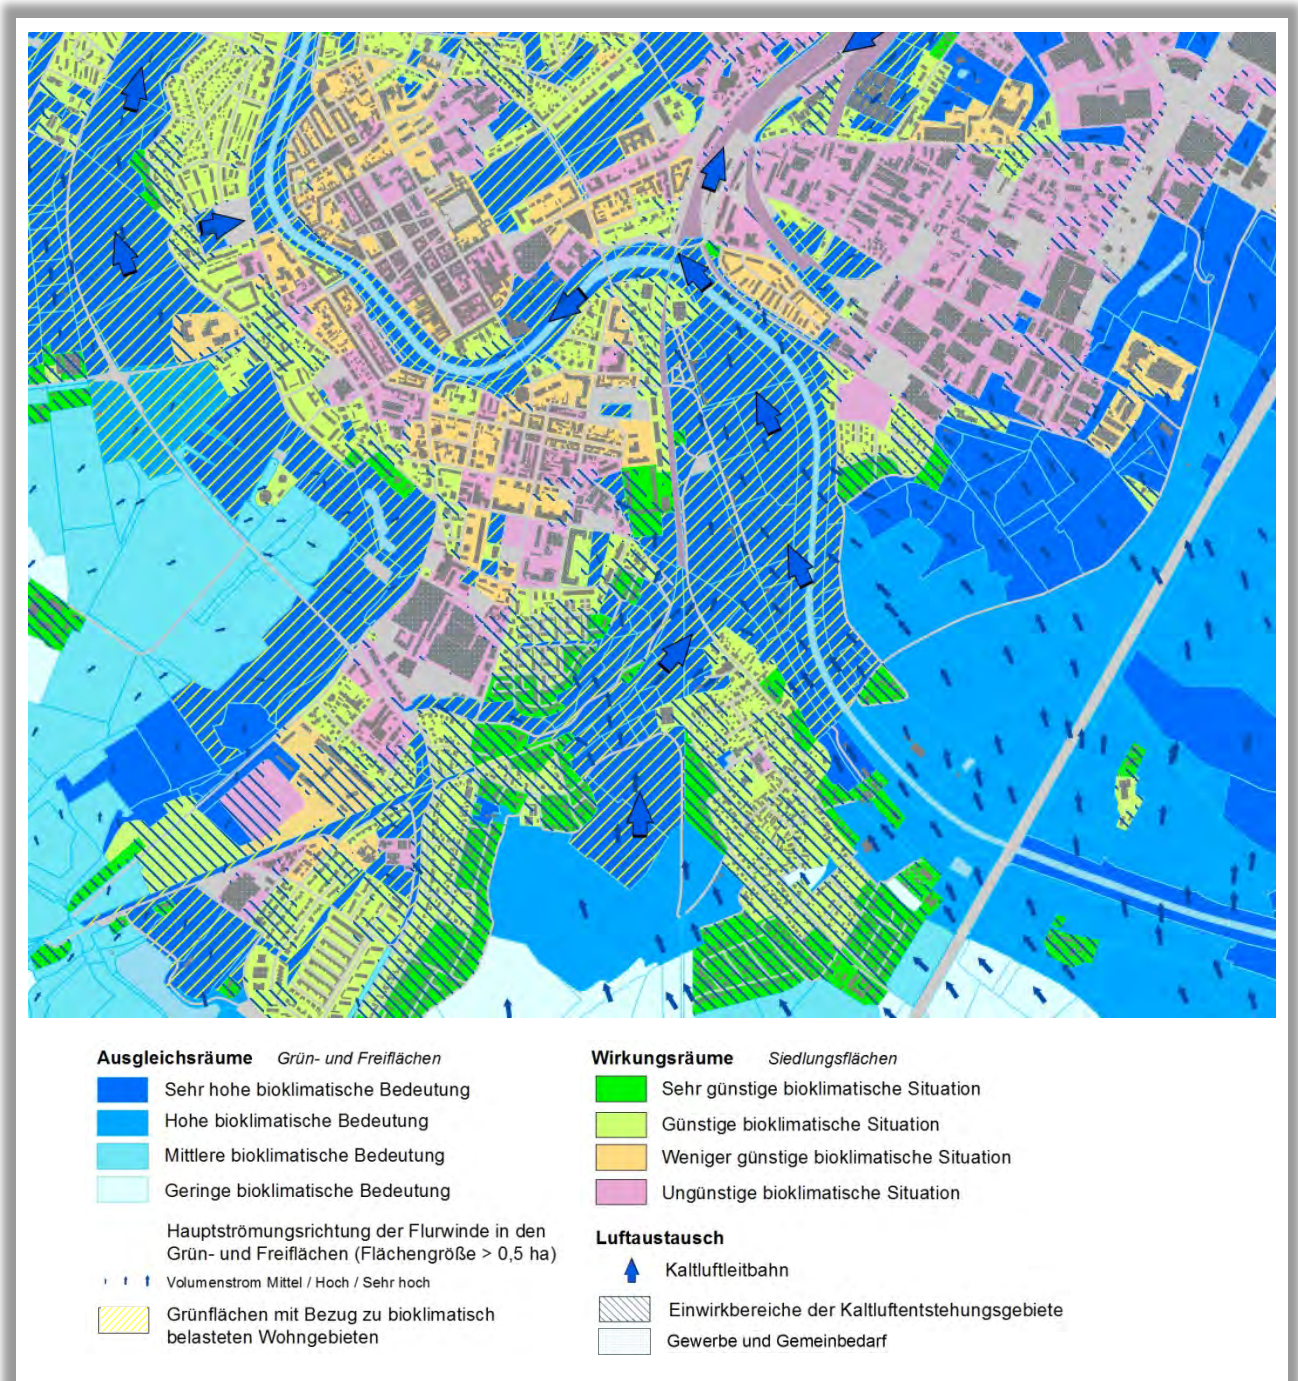 Ausgleichsräume Grün- und Freiflächen
Sehr hohe bioklimatische Bedeutung
Hohe bioklimatische Bedeutung
Mittlere bioklimatische Bedeutung
Geringe bioklimatische Bedeutung
Hauptströmungsrichtung der Flurwinde in den
Grün- und Freiflächen (Flächengröße > 0,5 ha)
Volumenstrom Mittel / Hoch / Sehr hoch
Grünflächen mit Bezug zu bioklimatisch
belasteten Wohngebieten
Wirkungsräume Siedlungsflächen
Sehr günstige bioklimatische Situation
Günstige bioklimatische Situation
Weniger günstige bioklimatische Situation
Ungünstige bioklimatische Situation
Luftaustausch
Kaltluftleitbahn
Einwirkbereiche der Kaltluftentstehungsgebiete
Gewerbe und Gemeinbedarf